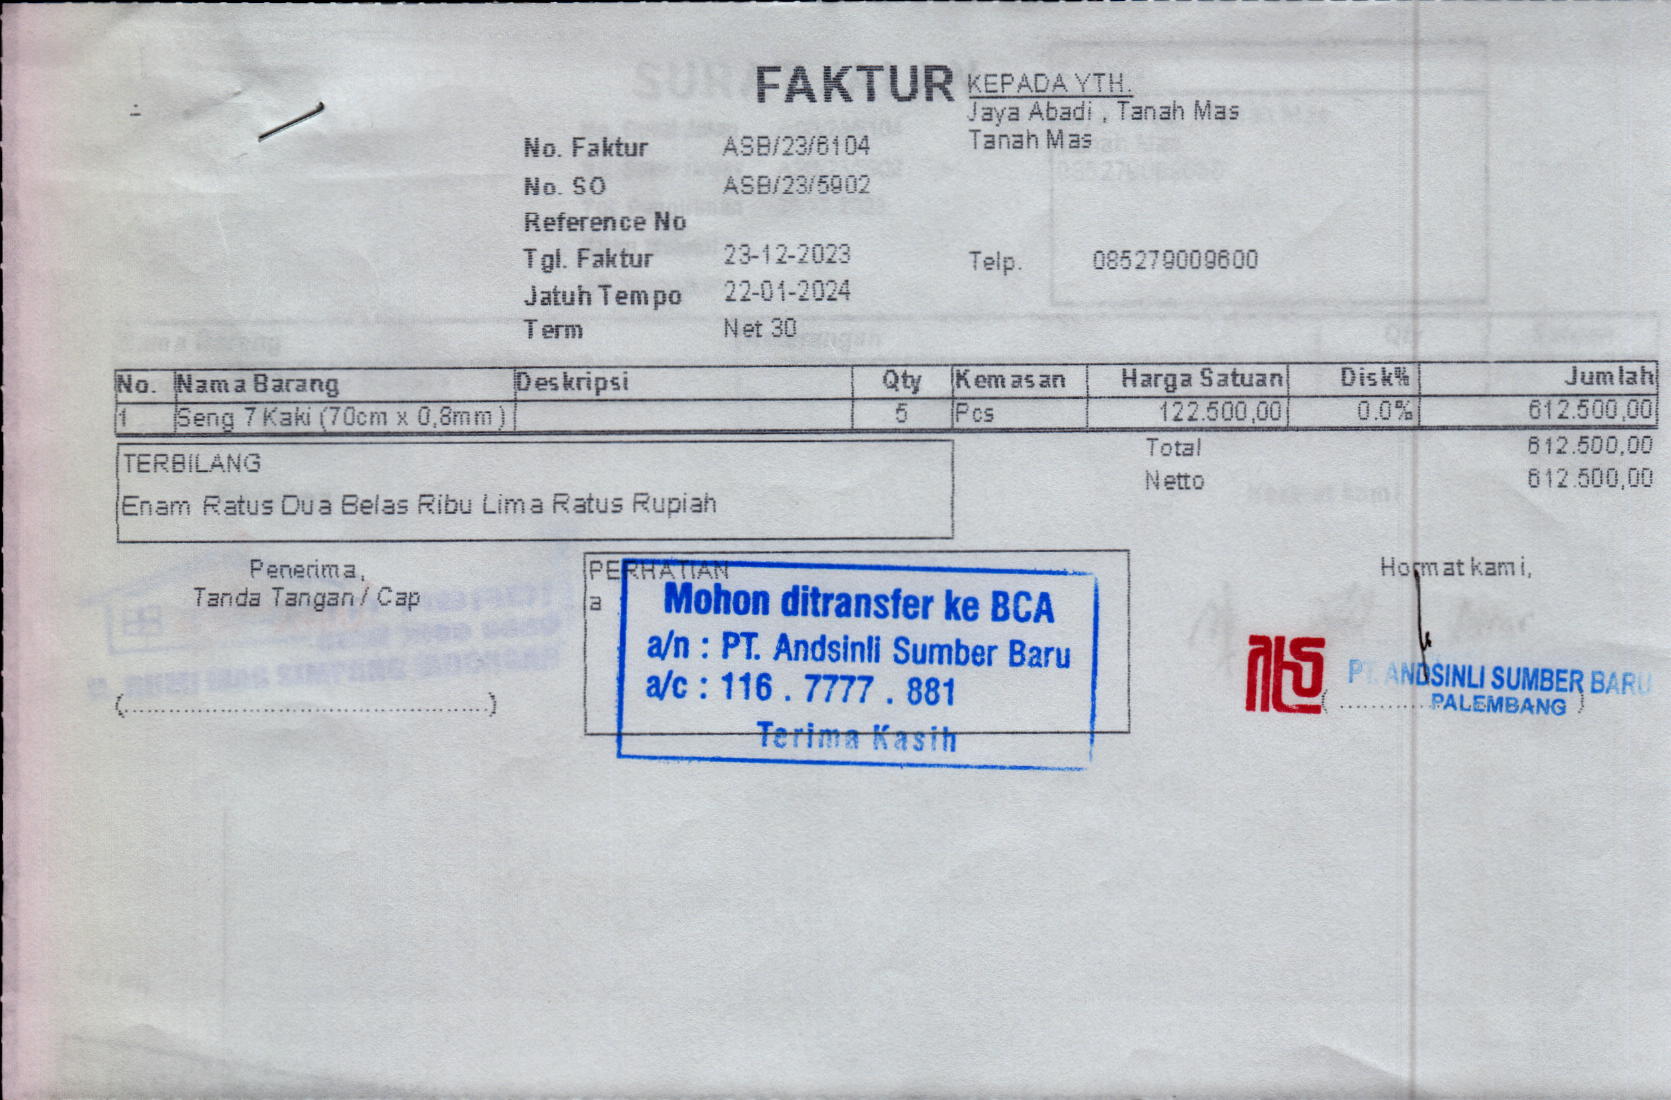 FAKTUR
KEPADA YTH.
Jaya Abadi , Tanah Mas
Tanah Mas
No. Faktur ASB/23/6104
No. SO ASB/23/5902
Reference No
Tgl. Faktur 23-12-2023
Telp. 085279009600
Jatuh Tempo 22-01-2024
Term Net 30
No. Nama Barang Deskripsi Qty Kemasan Harga Satuan Disk% Jumlah
1 Seng 7 Kaki (70cm x 0,8mm) 5 Pcs 122.500,00 0.0% 612.500,00
Total 612.500,00
Netto 612.500,00
TERBILANG
Enam Ratus Dua Belas Ribu Lima Ratus Rupiah
Penerima,
Tanda Tangan / Cap
(..........................................)
PERHATIAN
a
Mohon ditransfer ke BCA
a/n : PT. Andsinli Sumber Baru
a/c : 116 . 7777 . 881
Terima Kasih
Hormat kami,
PT. ANDSINLI SUMBER BARU
PALEMBANG